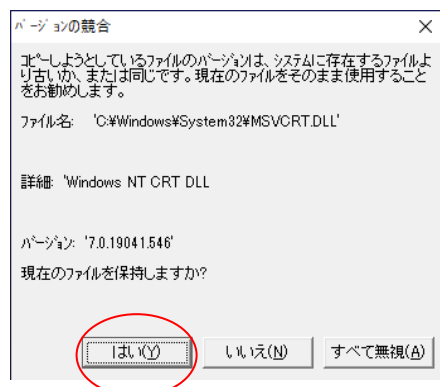 ﾊﾞｰｼﾞｮﾝの競合
ｺﾋﾟｰしようとしているﾌｧｲﾙのﾊﾞｰｼﾞｮﾝは、ｼｽﾃﾑに存在するﾌｧｲﾙよ
り古いか、または同じです。現在のﾌｧｲﾙをそのまま使用すること
をお勧めします。
ﾌｧｲﾙ名: 'C:¥Windows¥System32¥MSVCRT.DLL'
詳細: 'Windows NT CRT DLL
ﾊﾞｰｼﾞｮﾝ: '7.0.19041.546'
現在のﾌｧｲﾙを保持しますか?
はい(Y) いいえ(N) すべて無視(A)